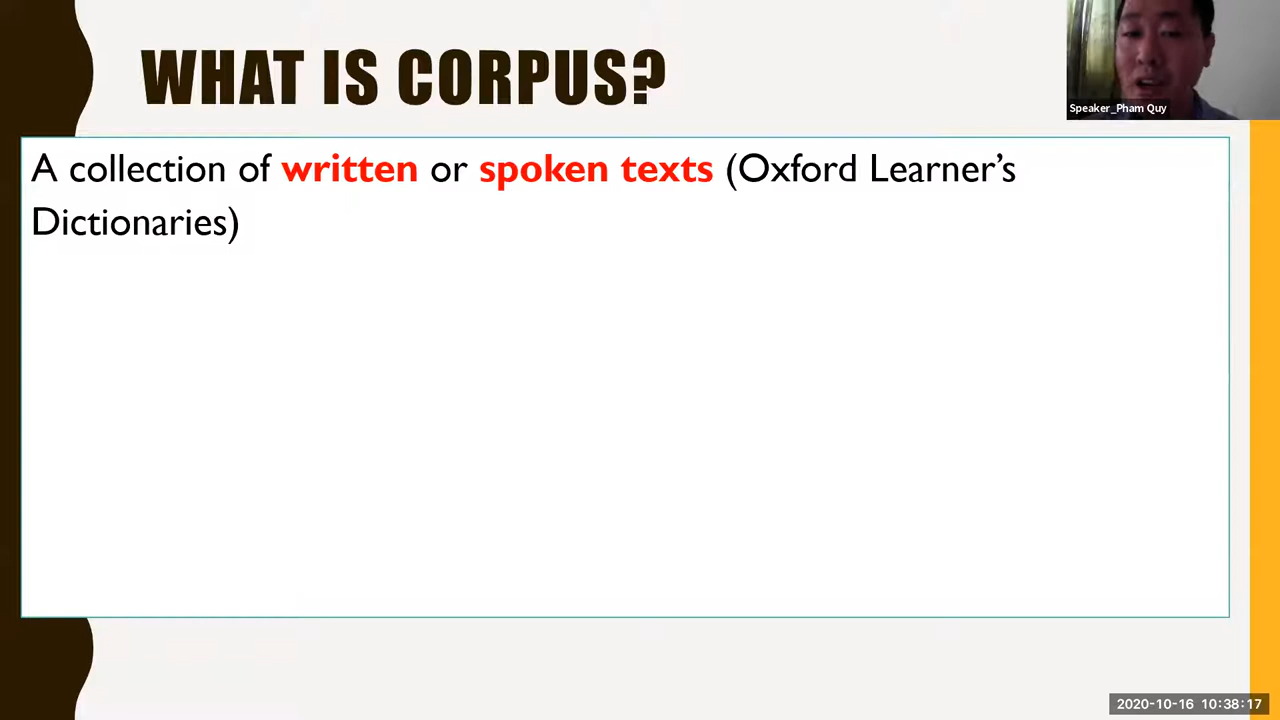 WHAT IS CORPUS?
Speaker_Pham Quy
A collection of written or spoken texts (Oxford Learner’s
Dictionaries)
2020-10-16 10:38:17